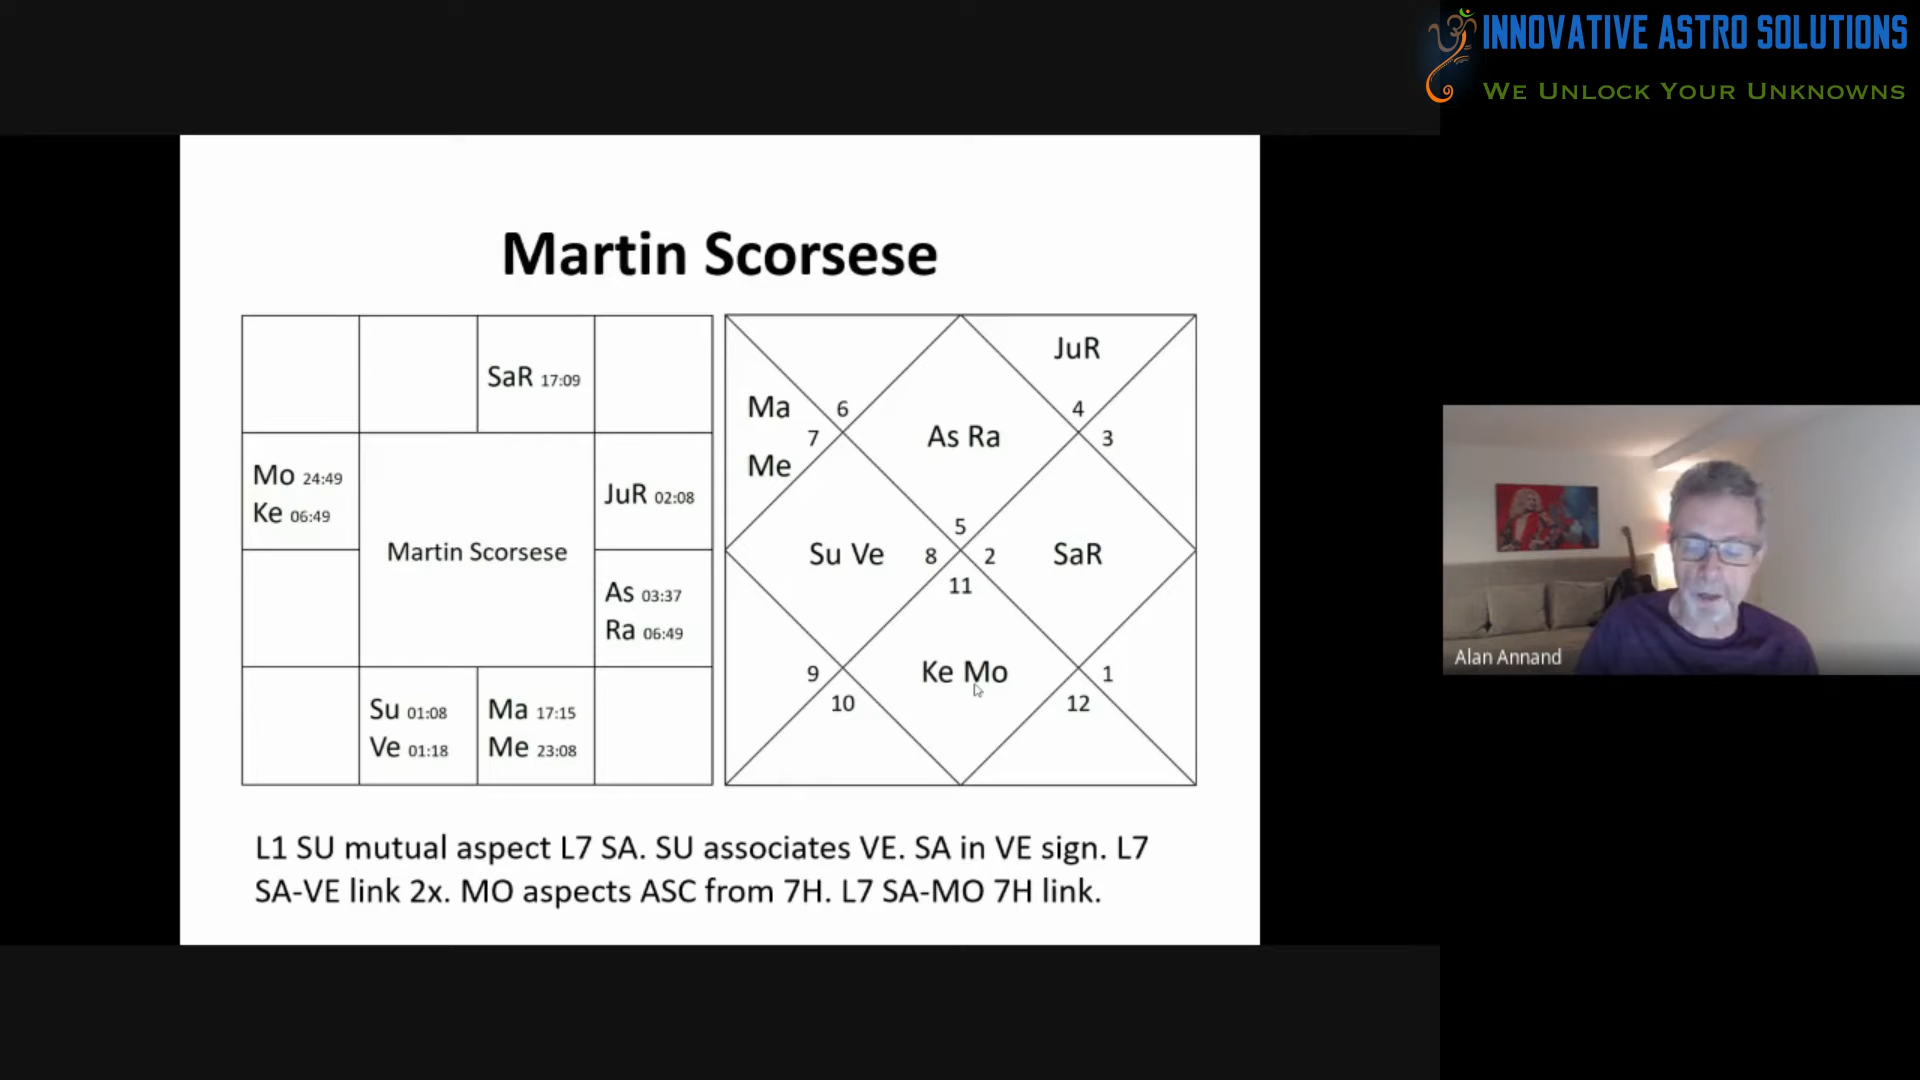 INNOVATIVE ASTRO SOLUTIONS
WE UNLOCK YOUR UNKNOWNS
Martin Scorsese
SaR 17:09
Mo 24:49
Ke 06:49
JuR 02:08
Martin Scorsese
As 03:37
Ra 06:49
Su 01:08
Ve 01:18
Ma 17:15
Me 23:08
JuR
Ma
6
4
7
As Ra
3
Me
5
Su Ve
8
2
SaR
11
9
Ke Mo
1
10
12
L1 SU mutual aspect L7 SA. SU associates VE. SA in VE sign. L7
SA-VE link 2x. MO aspects ASC from 7H. L7 SA-MO 7H link.
Alan Annand